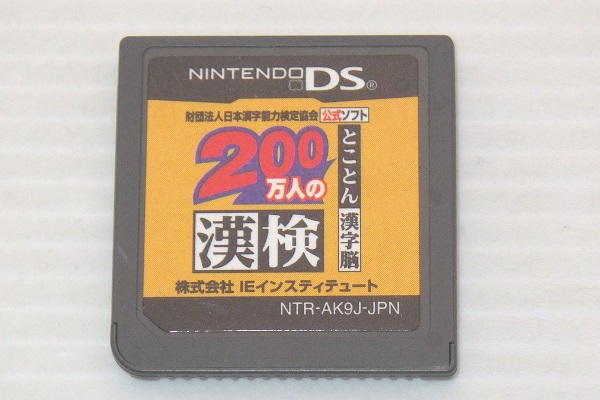 NINTENDO DS®
財団法人日本漢字能力検定協会 公式ソフト
200
万人の
漢検
とことん漢字脳
株式会社 IEインスティテュート
NTR-AK9J-JPN